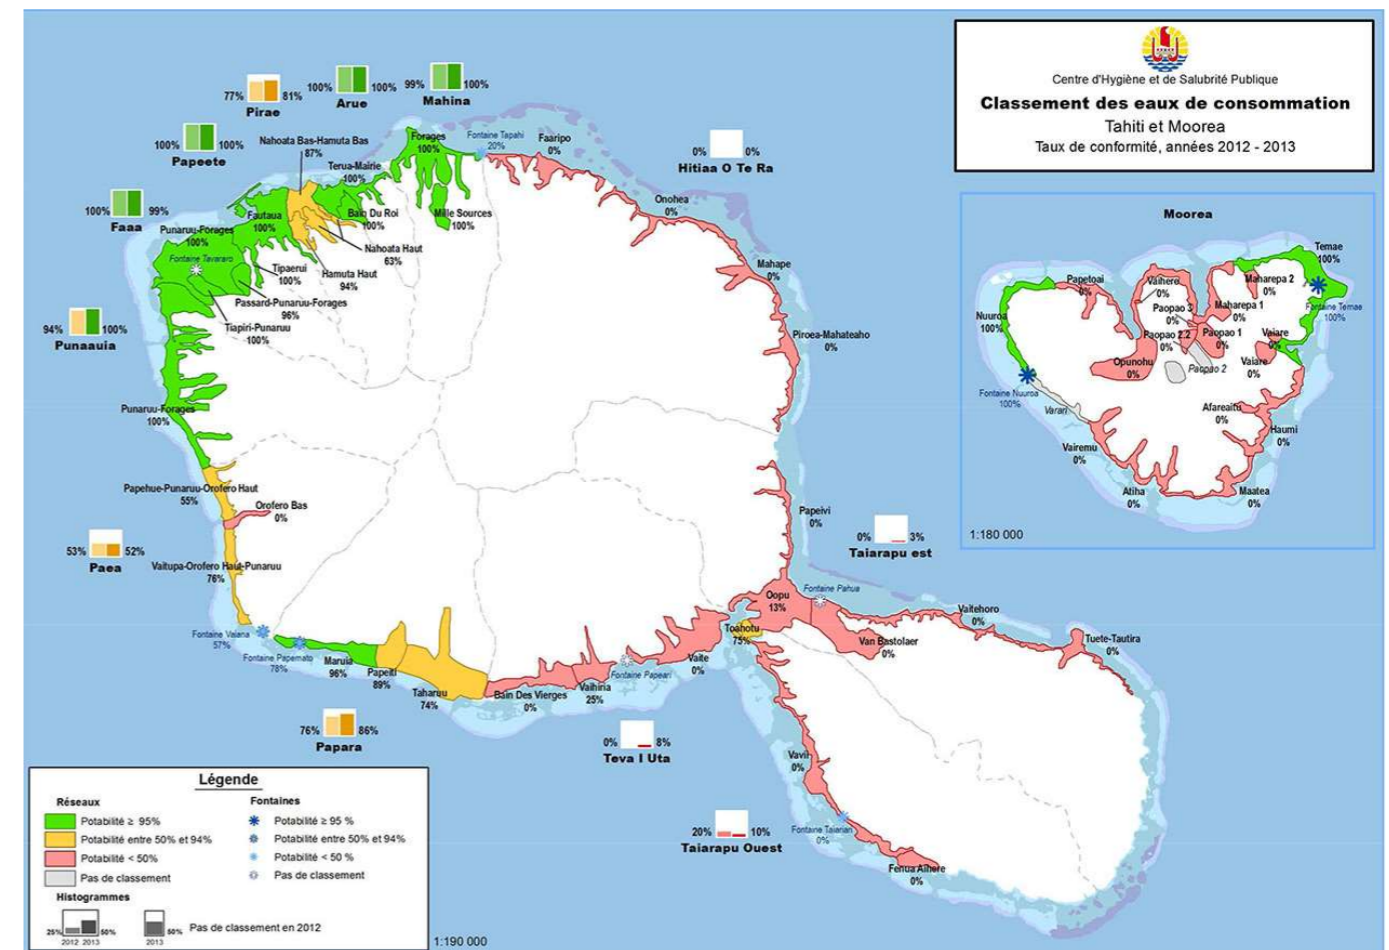 Centre d'Hygiène et de Salubrité Publique
Classement des eaux de consommation
Tahiti et Moorea
Taux de conformité, années 2012 - 2013
77% 81%
Pirae
100% 100%
Arue
99% 100%
Mahina
100% 100%
Papeete
100% 99%
Faaa
94% 100%
Punaauia
53% 52%
Paea
76% 86%
Papara
0% 8%
Teva I Uta
20% 10%
Taiarapu Ouest
0% 3%
Taiarapu est
0% 0%
Hitiaa O Te Ra
Nahoata Bas-Hamuta Bas
87%
Terua-Mairie
100%
Forages
100%
Fontaine Tapahi
20%
Faaripo
0%
Onohea
0%
Mahape
0%
Piroea-Mahateaho
0%
Papeivi
0%
Fautaua
100%
Bain Du Roi
100%
Mille Sources
100%
Nahoata Haut
63%
Hamuta Haut
94%
Tipaerui
100%
Passard-Punaruu-Forages
96%
Tiapiri-Punaruu
100%
Punaruu-Forages
100%
Fontaine Tavararo
Punaruu-Forages
100%
Papehue-Punaruu-Orofero Haut
55%
Orofero Bas
0%
Vaitupa-Orofero Haut-Punaruu
76%
Fontaine Vaiana
57%
Fontaine Papemato
78%
Maruia
96%
Papeiti
89%
Taharuu
74%
Bain Des Vierges
0%
Vaihiria
25%
Fontaine Papeari
Vaite
0%
Toahotu
75%
Oopu
13%
Fontaine Pahua
Van Bastolaer
0%
Vaitehoro
0%
Tuete-Tautira
0%
Vavii
0%
Fontaine Taiarian
0%
Fenua Aihere
0%
Moorea
Temae
100%
Fontaine Temae
100%
Maharepa 2
0%
Maharepa 1
0%
Vaihere
0%
Papetoai
0%
Paopao 3
0%
Paopao 2.2
0%
Paopao 1
0%
Paopao 2
Vaiare
0%
Vaiare
0%
Opunohu
0%
Nuuroa
100%
Fontaine Nuuroa
100%
Varari
Afareaitu
0%
Haumi
0%
Vairemu
0%
Atiha
0%
Maatea
0%
1:180 000
Légende
Réseaux
Potabilité ≥ 95%
Potabilité entre 50% et 94%
Potabilité < 50%
Pas de classement
Fontaines
Potabilité ≥ 95 %
Potabilité entre 50% et 94%
Potabilité < 50 %
Pas de classement
Histogrammes
25% 50%
2012 2013
50%
2013
Pas de classement en 2012
1:190 000